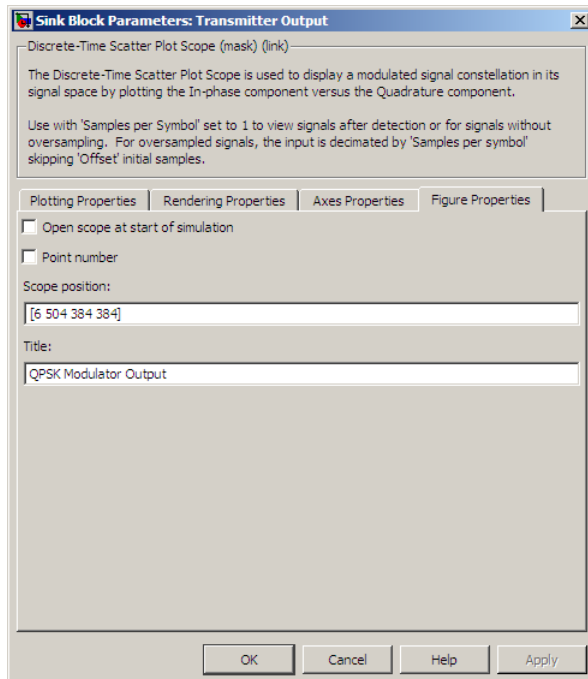 Sink Block Parameters: Transmitter Output
Discrete-Time Scatter Plot Scope (mask) (link)
The Discrete-Time Scatter Plot Scope is used to display a modulated signal constellation in its
signal space by plotting the In-phase component versus the Quadrature component.
Use with 'Samples per Symbol' set to 1 to view signals after detection or for signals without
oversampling. For oversampled signals, the input is decimated by 'Samples per symbol'
skipping 'Offset' initial samples.
Plotting Properties Rendering Properties Axes Properties Figure Properties
Open scope at start of simulation
Point number
Scope position:
[6 504 384 384]
Title:
QPSK Modulator Output
OK Cancel Help Apply